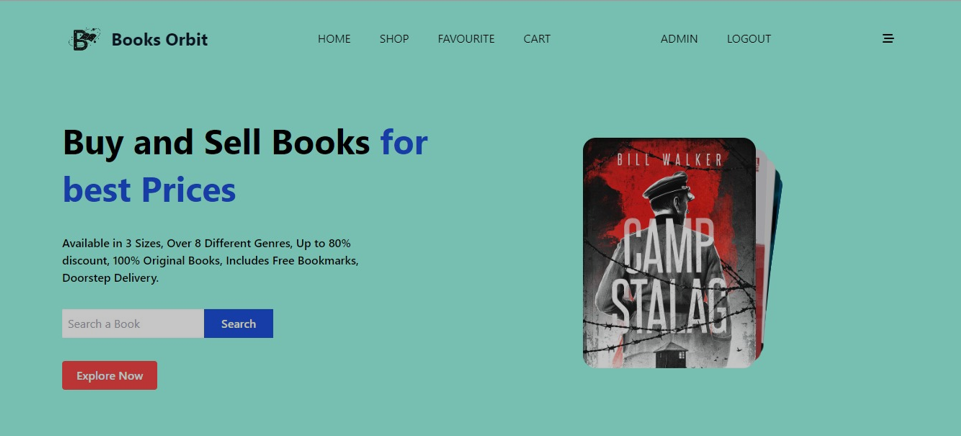 Books Orbit
HOME
SHOP
FAVOURITE
CART
ADMIN
LOGOUT
Buy and Sell Books for
best Prices
Available in 3 Sizes, Over 8 Different Genres, Up to 80%
discount, 100% Original Books, Includes Free Bookmarks,
Doorstep Delivery.
Search a Book
Search
Explore Now
BILL WALKER
CAMP
STALAG